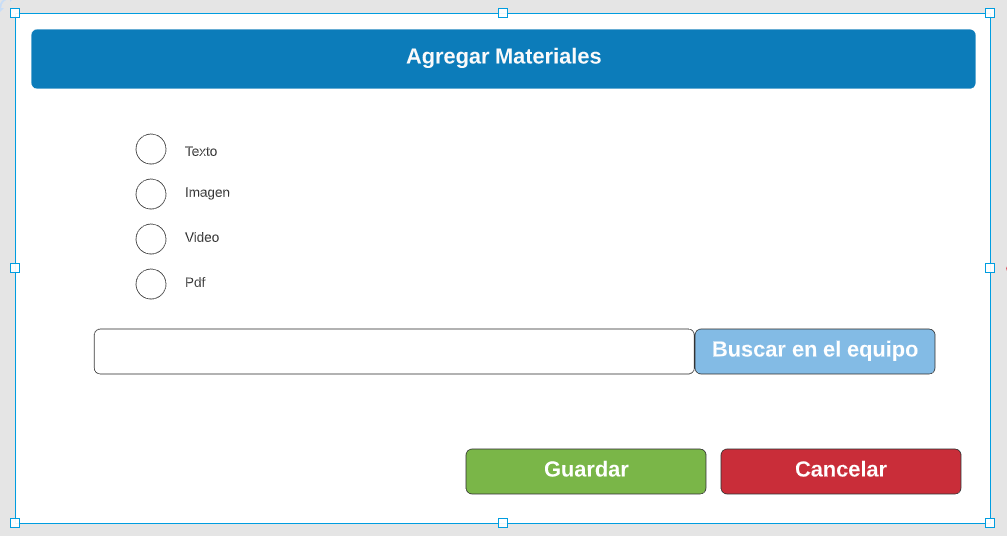 Agregar Materiales
Texto
Imagen
Video
Pdf
Buscar en el equipo
Guardar
Cancelar